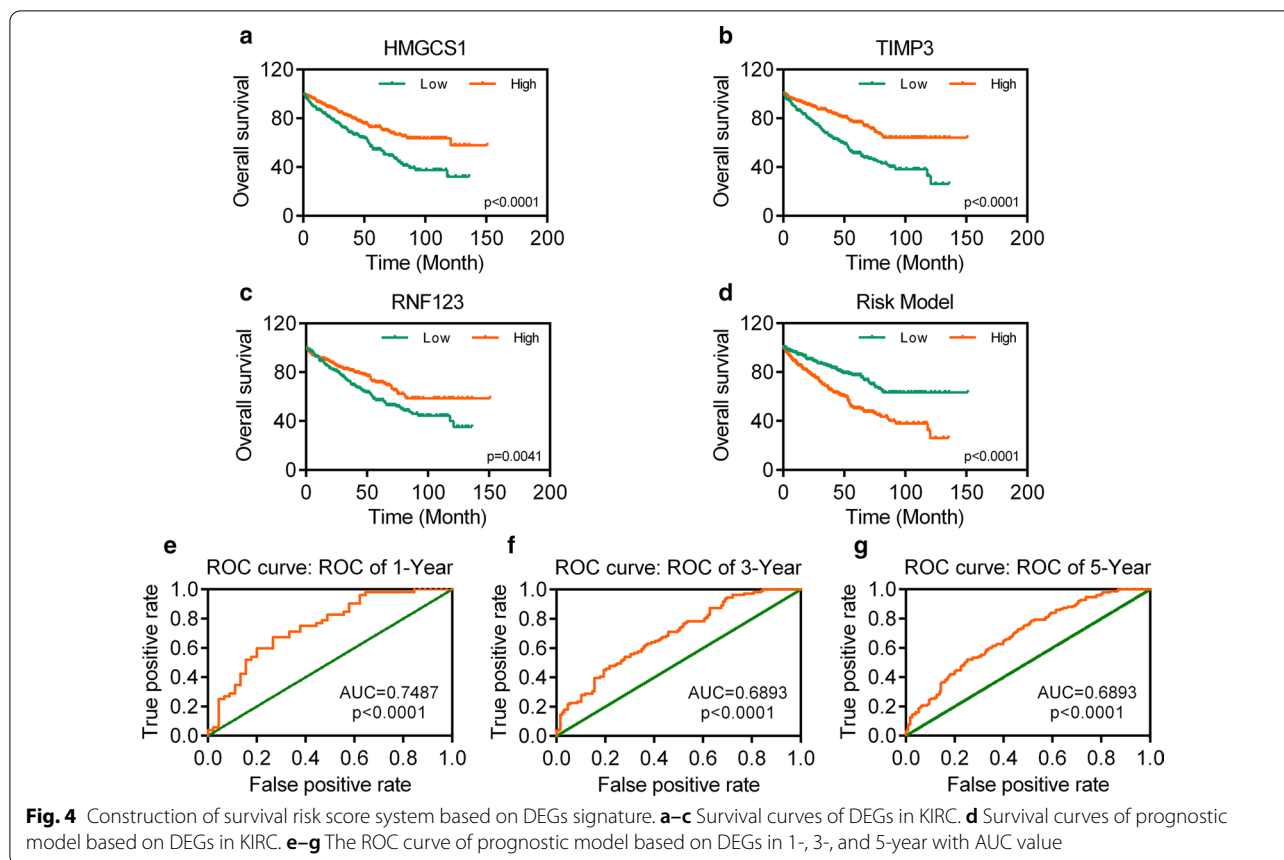 a
HMGCS1
120
80
40
0
Overall survival
Low High
p<0.0001
0 50 100 150 200
Time (Month)
b
TIMP3
120
80
40
0
Overall survival
Low High
p<0.0001
0 50 100 150 200
Time (Month)
c
RNF123
120
80
40
0
Overall survival
Low High
p=0.0041
0 50 100 150 200
Time (Month)
d
Risk Model
120
80
40
0
Overall survival
Low High
p<0.0001
0 50 100 150 200
Time (Month)
e
ROC curve: ROC of 1-Year
1.0
0.8
0.6
0.4
0.2
0.0
True positive rate
AUC=0.7487
p<0.0001
0.0 0.2 0.4 0.6 0.8 1.0
False positive rate
f
ROC curve: ROC of 3-Year
1.0
0.8
0.6
0.4
0.2
0.0
True positive rate
AUC=0.6893
p<0.0001
0.0 0.2 0.4 0.6 0.8 1.0
False positive rate
g
ROC curve: ROC of 5-Year
1.0
0.8
0.6
0.4
0.2
0.0
True positive rate
AUC=0.6893
p<0.0001
0.0 0.2 0.4 0.6 0.8 1.0
False positive rate
Fig. 4 Construction of survival risk score system based on DEGs signature. a–c Survival curves of DEGs in KIRC. d Survival curves of prognostic
model based on DEGs in KIRC. e–g The ROC curve of prognostic model based on DEGs in 1-, 3-, and 5-year with AUC value